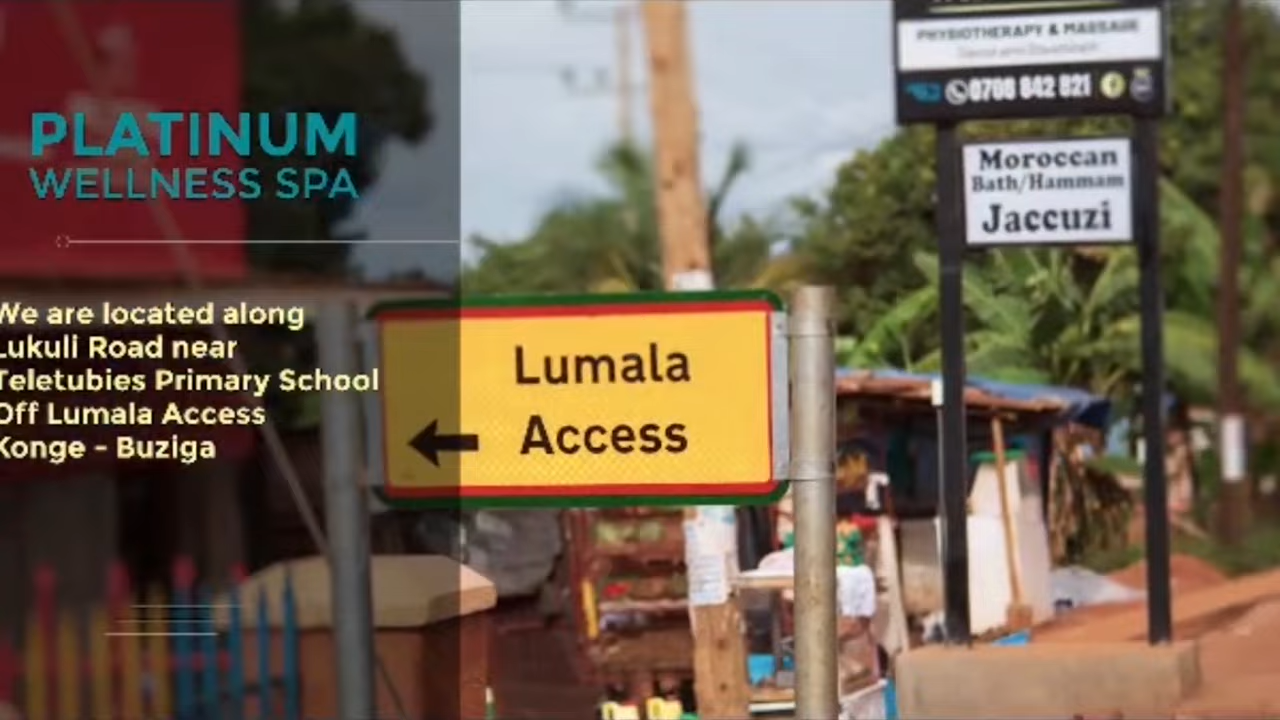 PLATINUM
WELLNESS SPA
We are located along
Lukuli Road near
Teletubies Primary School
Off Lumala Access
Konge - Buziga
Lumala
Access
PHYSIOTHERAPY & MASSAGE
0708 842 821
Moroccan
Bath/Hammam
Jaccuzi